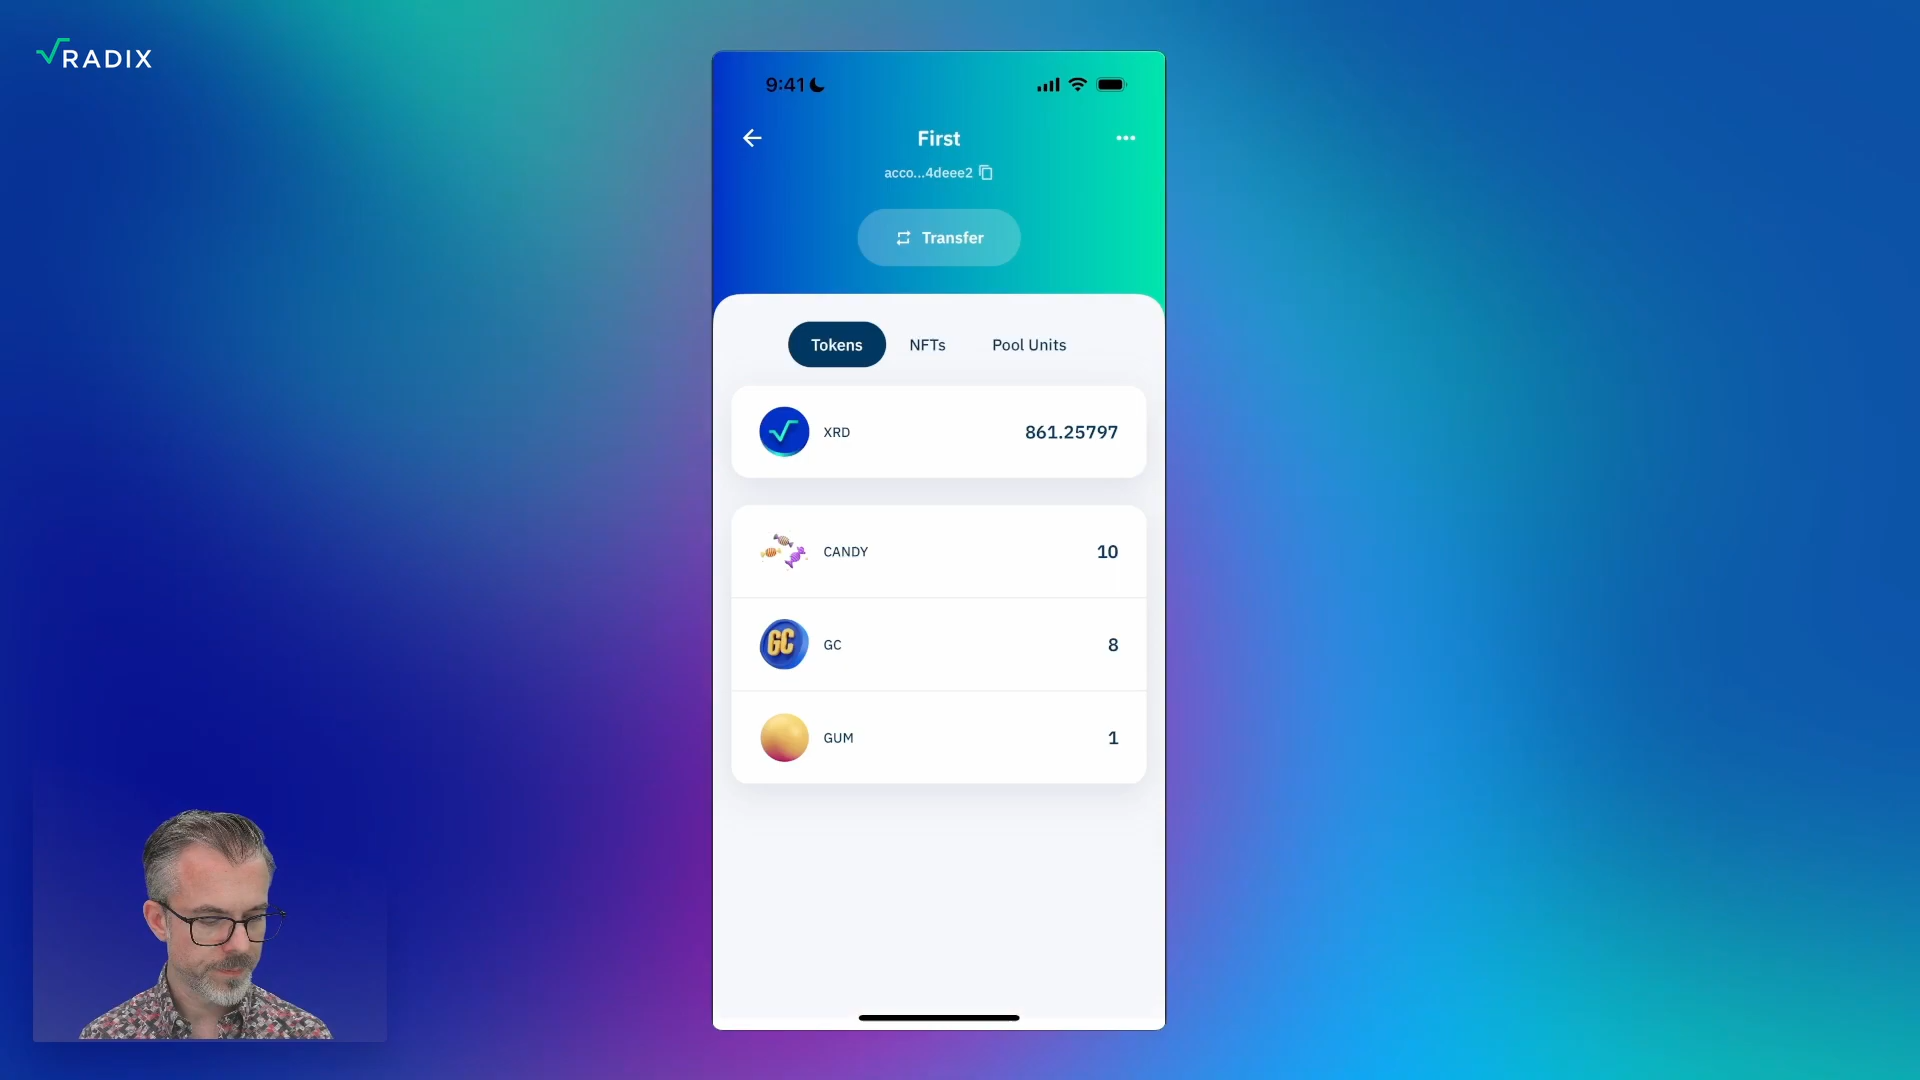 RADIX
9:41
First
acco...4deee2
Transfer
Tokens NFTs Pool Units
XRD 861.25797
CANDY 10
GC GC 8
GUM 1